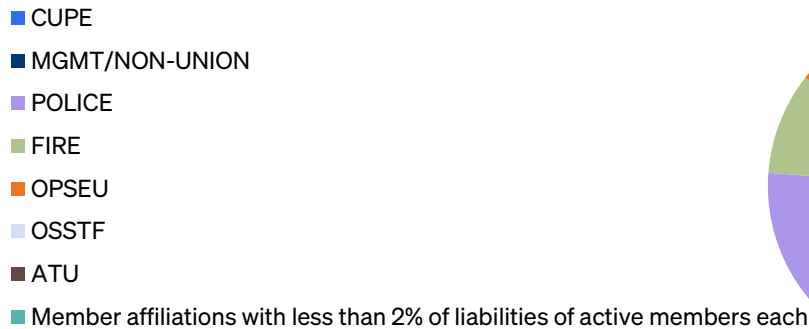 CUPE
MGMT/NON-UNION
POLICE
FIRE
OPSEU
OSSTF
ATU
Member affiliations with less than 2% of liabilities of active members each